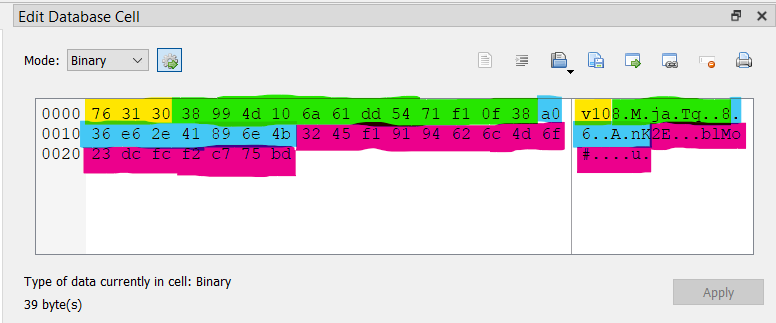 Edit Database Cell
Mode: Binary
0000 76 31 30 38 99 4d 10 6a 61 dd 54 71 f1 0f 38 a0 v108.M.ja.Tq..8.
0010 36 e6 2e 41 89 6e 4b 32 45 f1 91 94 62 6c 4d 6f 6..A.nK2E...blMo
0020 23 dc fc f2 c7 75 bd #....u.
Type of data currently in cell: Binary
39 byte(s)
Apply